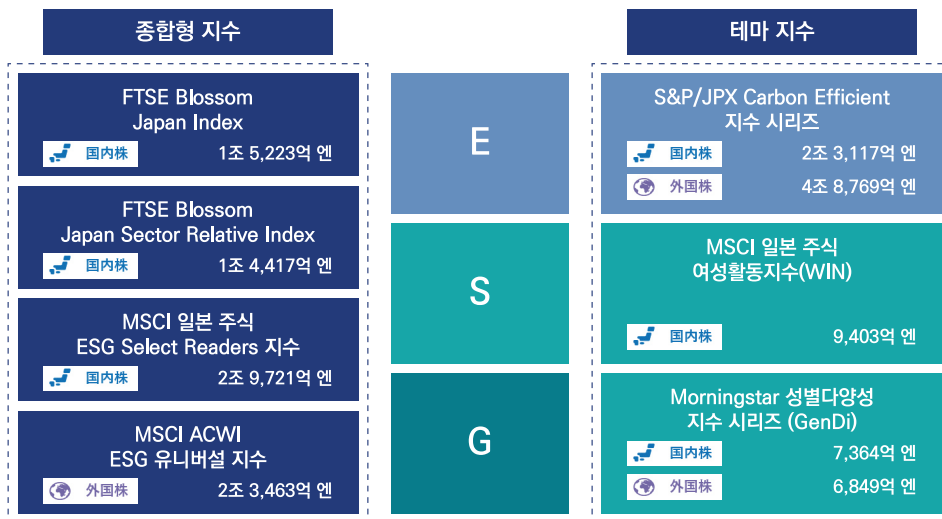 종합형 지수
FTSE Blossom
Japan Index
国内株 1조 5,223억 엔
FTSE Blossom
Japan Sector Relative Index
国内株 1조 4,417억 엔
MSCI 일본 주식
ESG Select Readers 지수
国内株 2조 9,721억 엔
MSCI ACWI
ESG 유니버설 지수
外国株 2조 3,463억 엔
E
S
G
테마 지수
S&P/JPX Carbon Efficient
지수 시리즈
国内株 2조 3,117억 엔
外国株 4조 8,769억 엔
MSCI 일본 주식
여성활동지수(WIN)
国内株 9,403억 엔
Morningstar 성별다양성
지수 시리즈 (GenDi)
国内株 7,364억 엔
外国株 6,849억 엔